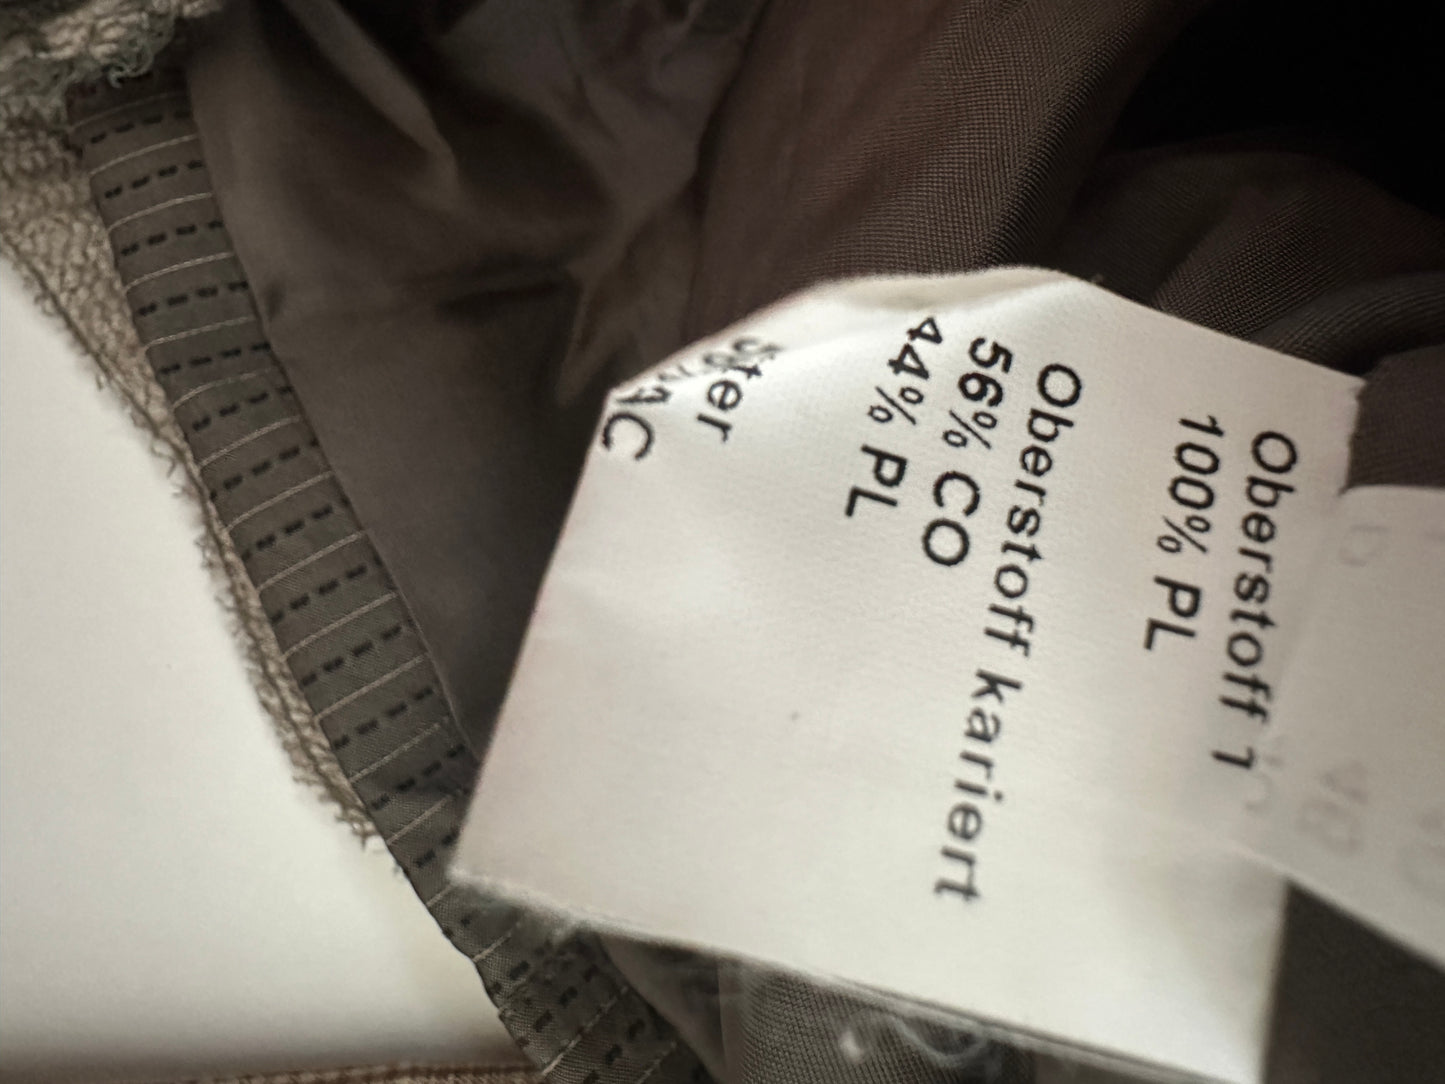 Oberstoff 1
100% PL
Oberstoff kariert
56% CO
44% PL